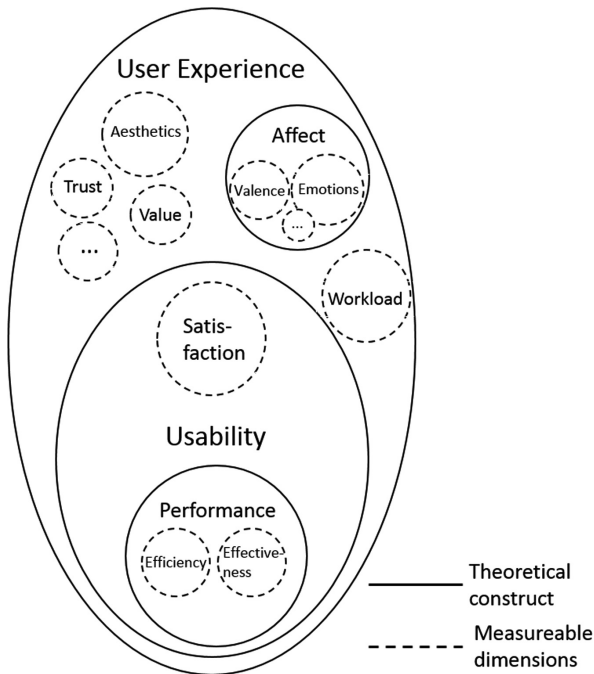 User Experience
Aesthetics
Affect
Trust
Valence
Emotions
Value
...
...
Workload
Satis-
faction
Usability
Performance
Efficiency
Effective-
ness
Theoretical
construct
Measureable
dimensions